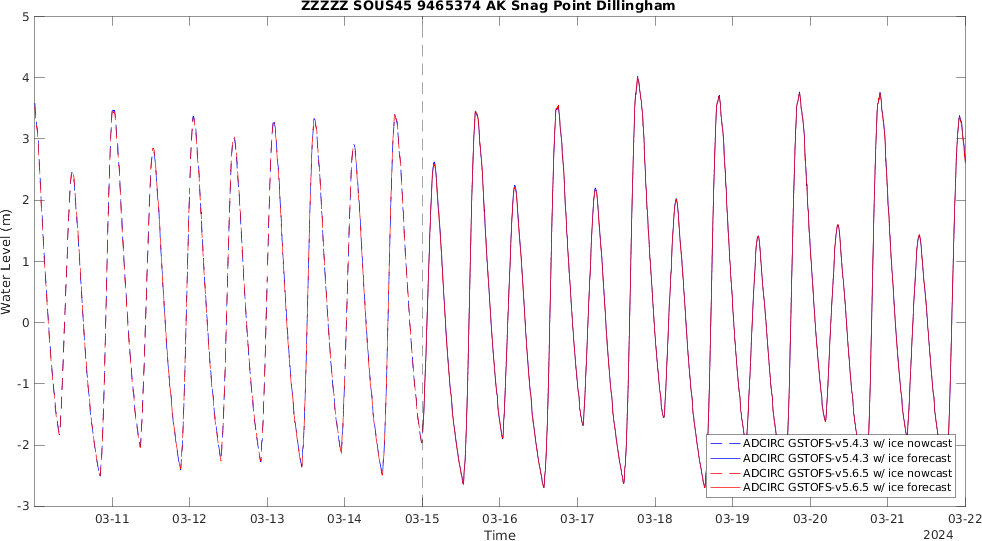 ZZZZZ SOUS45 9465374 AK Snag Point Dillingham
5
4
3
2
1
0
-1
-2
-3
Water Level (m)
ADCIRC GSTOFS-v5.4.3 w/ ice nowcast
ADCIRC GSTOFS-v5.4.3 w/ ice forecast
ADCIRC GSTOFS-v5.6.5 w/ ice nowcast
ADCIRC GSTOFS-v5.6.5 w/ ice forecast
03-11 03-12 03-13 03-14 03-15 03-16 03-17 03-18 03-19 03-20 03-21 03-22
Time
2024